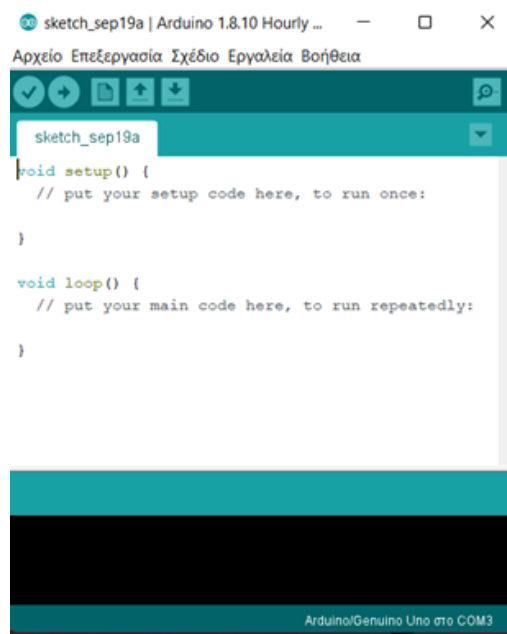 sketch_sep19a | Arduino 1.8.10 Hourly ...
Αρχείο Επεξεργασία Σχέδιο Εργαλεία Βοήθεια
sketch_sep19a
void setup() {
// put your setup code here, to run once:
}
void loop() {
// put your main code here, to run repeatedly:
}
Arduino/Genuino Uno στο COM3